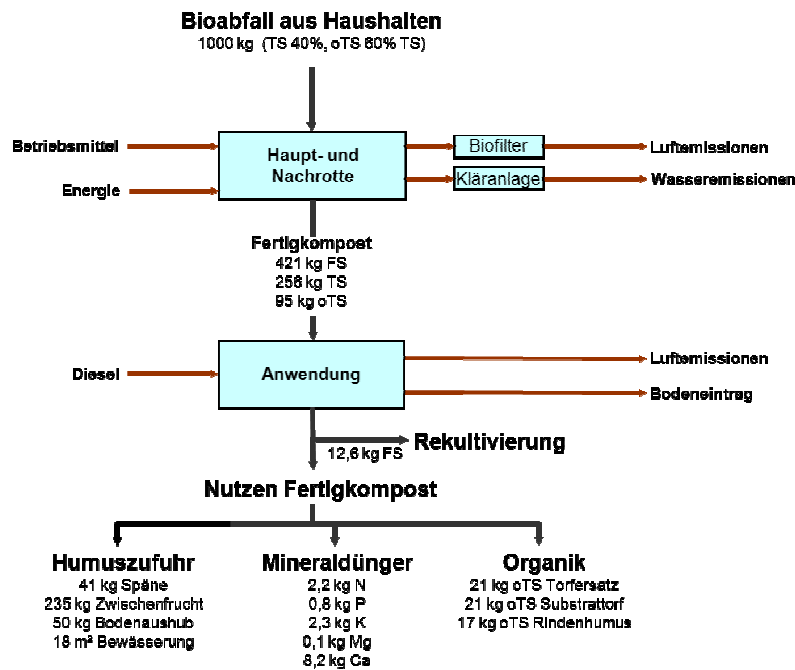 Bioabfall aus Haushalten
1000 kg (TS 40%, oTS 60% TS)
Betriebsmittel
Energie
Haupt- und
Nachrotte
Biofilter
Kläranlage
Luftemissionen
Wasseremissionen
Fertigkompost
421 kg FS
256 kg TS
95 kg oTS
Diesel
Anwendung
Luftemissionen
Bodeneintrag
12,6 kg FS
Rekultivierung
Nutzen Fertigkompost
Humuszufuhr
41 kg Späne
235 kg Zwischenfrucht
50 kg Bodenaushub
18 m² Bewässerung
Mineraldünger
2,2 kg N
0,8 kg P
2,3 kg K
0,1 kg Mg
8,2 kg Ca
Organik
21 kg oTS Torfersatz
21 kg oTS Substrattorf
17 kg oTS Rindenhumus